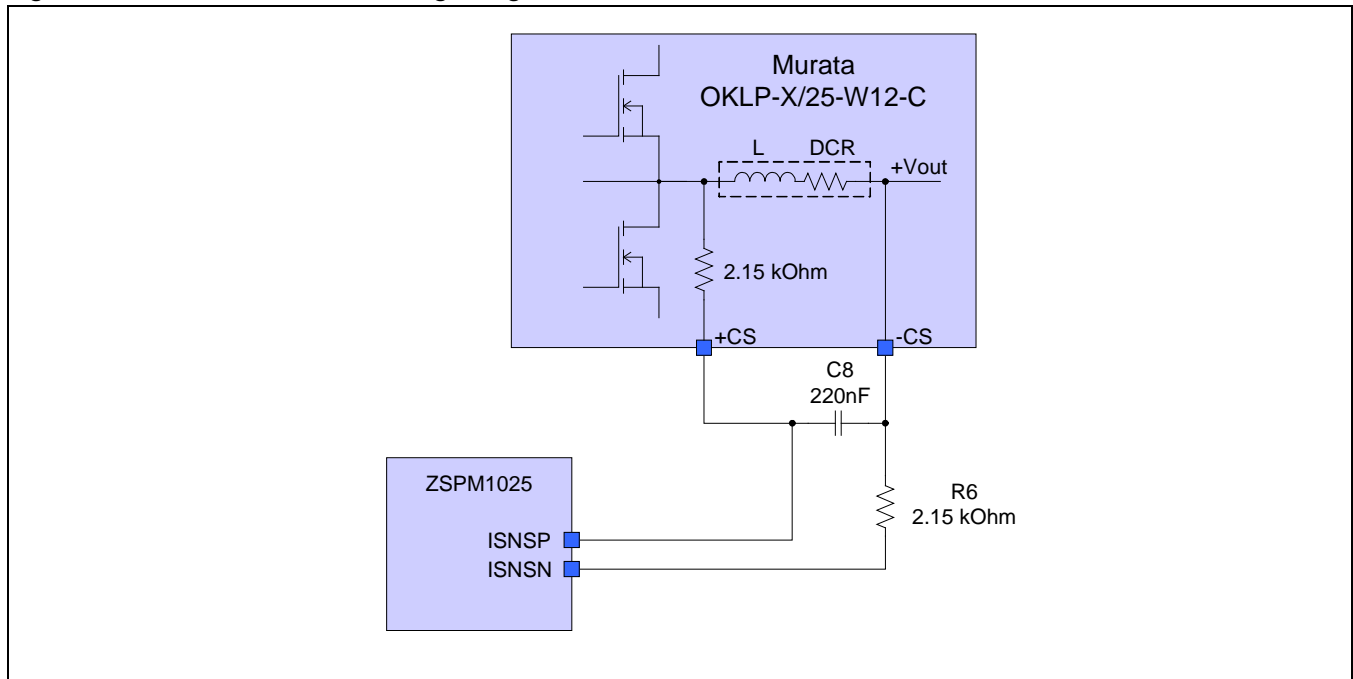 Murata
OKLP-X/25-W12-C
L DCR
+Vout
2.15 kOhm
+CS
-CS
C8
220nF
ZSPM1025
R6
2.15 kOhm
ISNSP
ISNSN